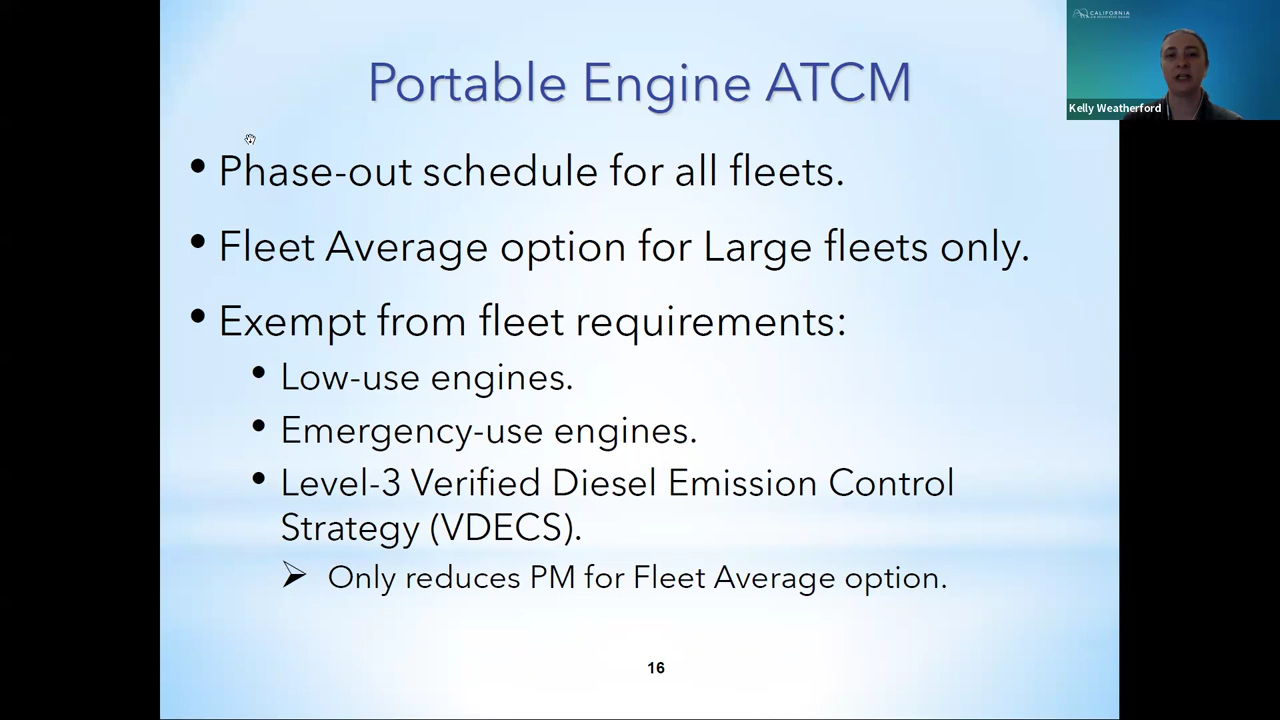 Portable Engine ATCM
• Phase-out schedule for all fleets.
• Fleet Average option for Large fleets only.
• Exempt from fleet requirements:
• Low-use engines.
• Emergency-use engines.
• Level-3 Verified Diesel Emission Control
Strategy (VDECS).
➢ Only reduces PM for Fleet Average option.
16
CALIFORNIA
Kelly Weatherford